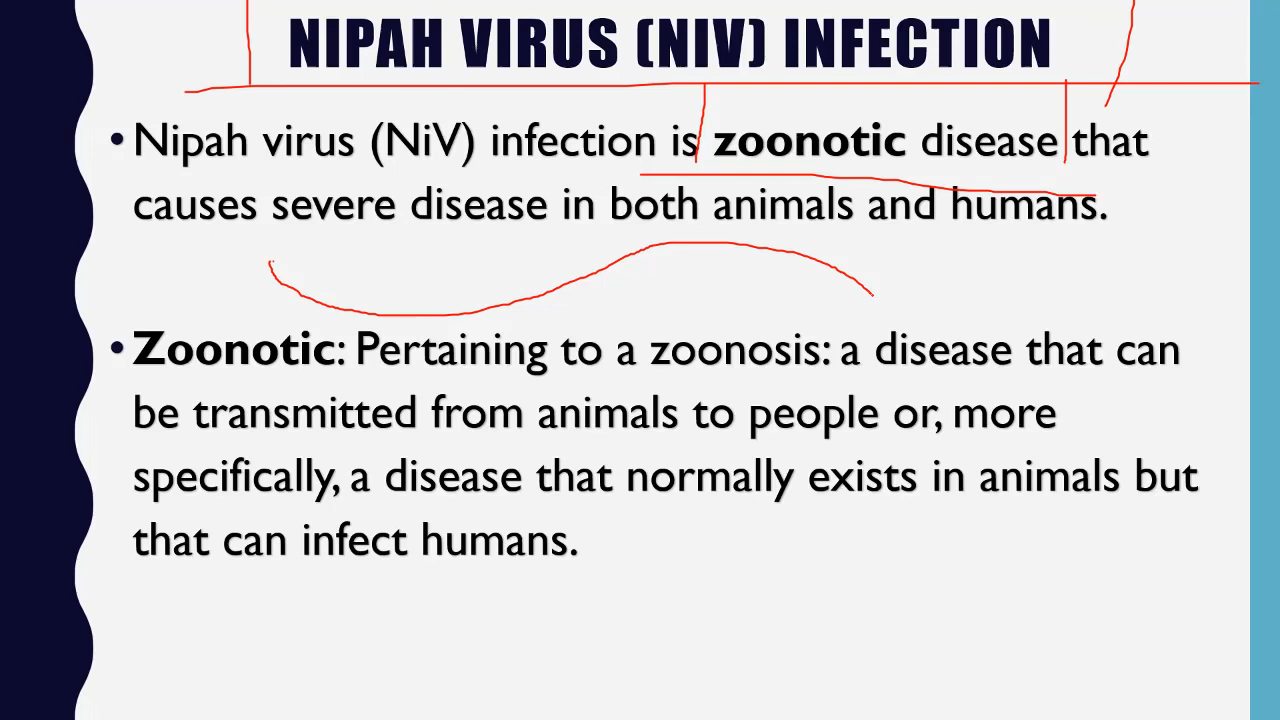 NIPAH VIRUS (NIV) INFECTION
• Nipah virus (NiV) infection is zoonotic disease that
causes severe disease in both animals and humans.
• Zoonotic: Pertaining to a zoonosis: a disease that can
be transmitted from animals to people or, more
specifically, a disease that normally exists in animals but
that can infect humans.